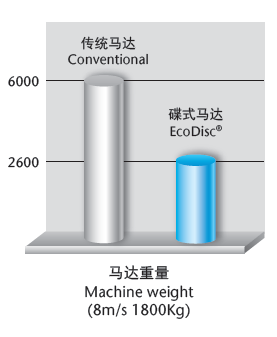 传统马达
Conventional
6000
碟式马达
EcoDisc®
2600
马达重量
Machine weight
(8m/s 1800Kg)